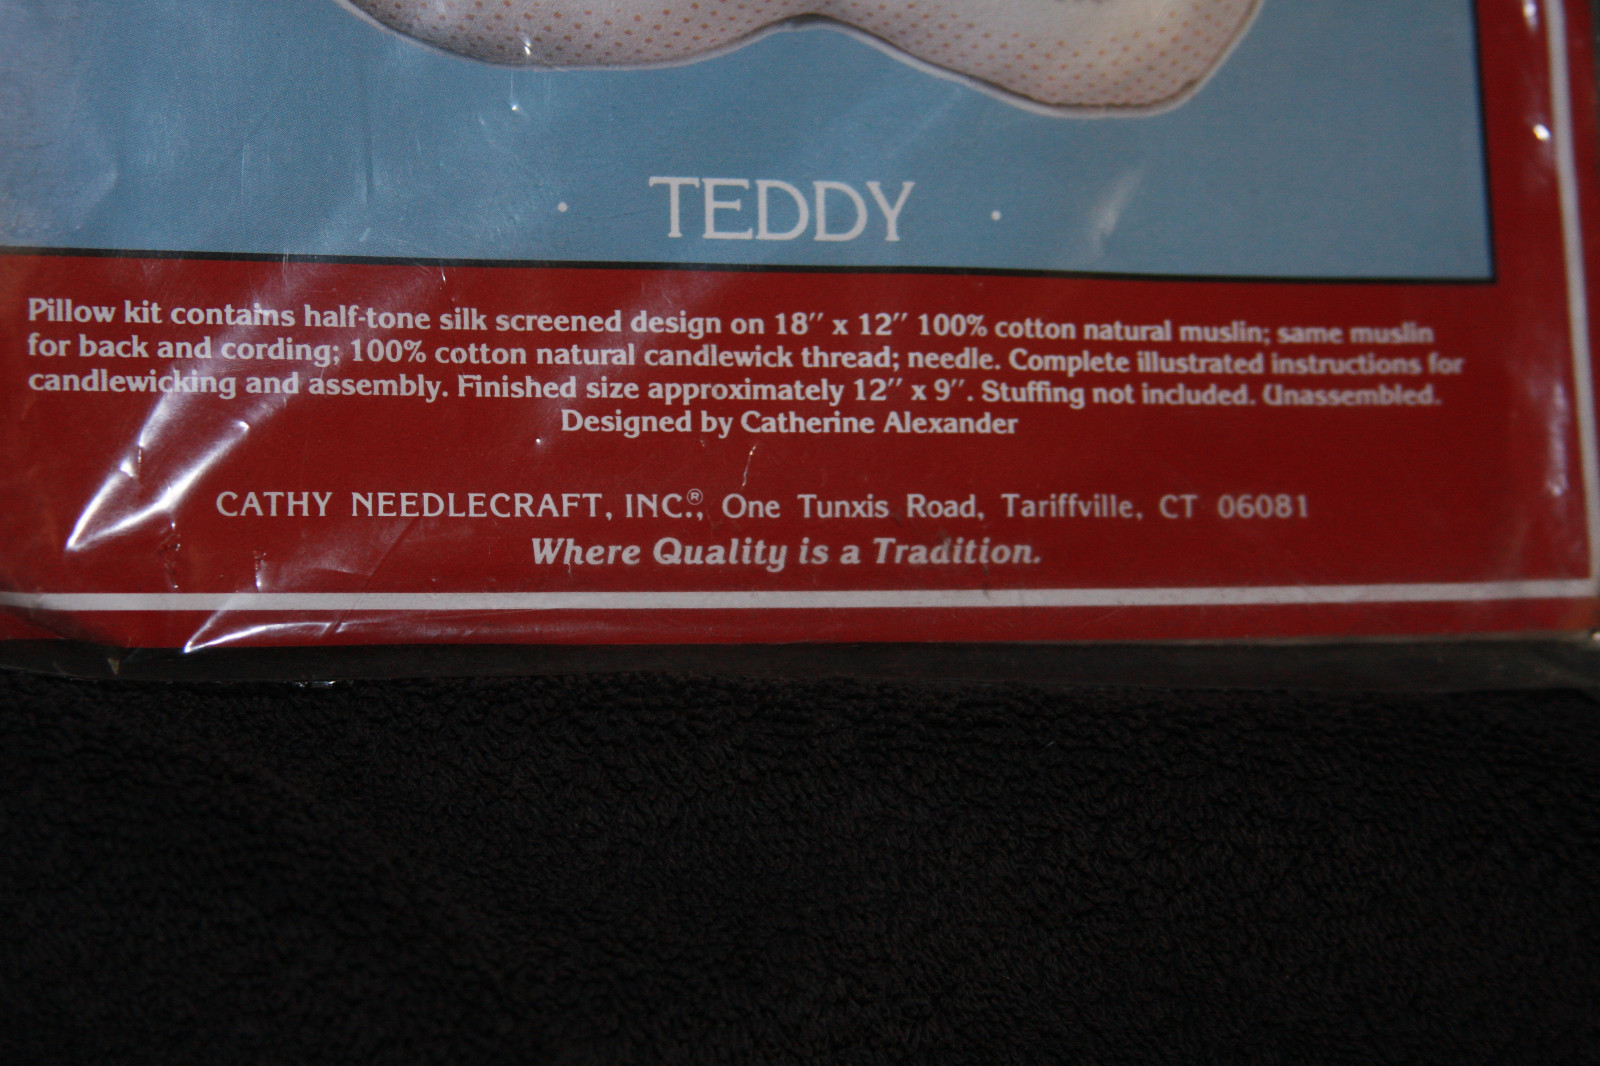 · TEDDY ·
Pillow kit contains half-tone silk screened design on 18" x 12" 100% cotton natural muslin; same muslin
for back and cording; 100% cotton natural candlewick thread; needle. Complete illustrated instructions for
candlewicking and assembly. Finished size approximately 12" x 9". Stuffing not included. Unassembled.
Designed by Catherine Alexander
CATHY NEEDLECRAFT, INC.®, One Tunxis Road, Tariffville, CT 06081
Where Quality is a Tradition.